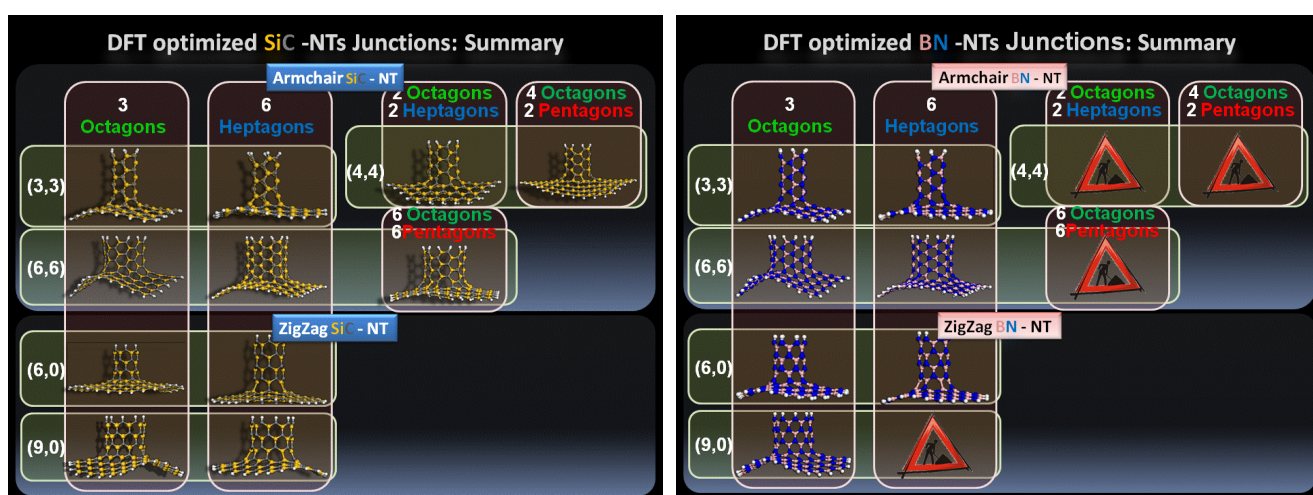 DFT optimized SiC -NTs Junctions: Summary
Armchair SiC - NT
3
Octagons
6
Heptagons
2 Octagons
2 Heptagons
4 Octagons
2 Pentagons
(3,3)
(4,4)
6 Octagons
6 Pentagons
(6,6)
ZigZag SiC - NT
(6,0)
(9,0)
DFT optimized BN -NTs Junctions: Summary
Armchair BN - NT
3
Octagons
6
Heptagons
2 Octagons
2 Heptagons
4 Octagons
2 Pentagons
(3,3)
(4,4)
6 Octagons
6 Pentagons
(6,6)
ZigZag BN - NT
(6,0)
(9,0)